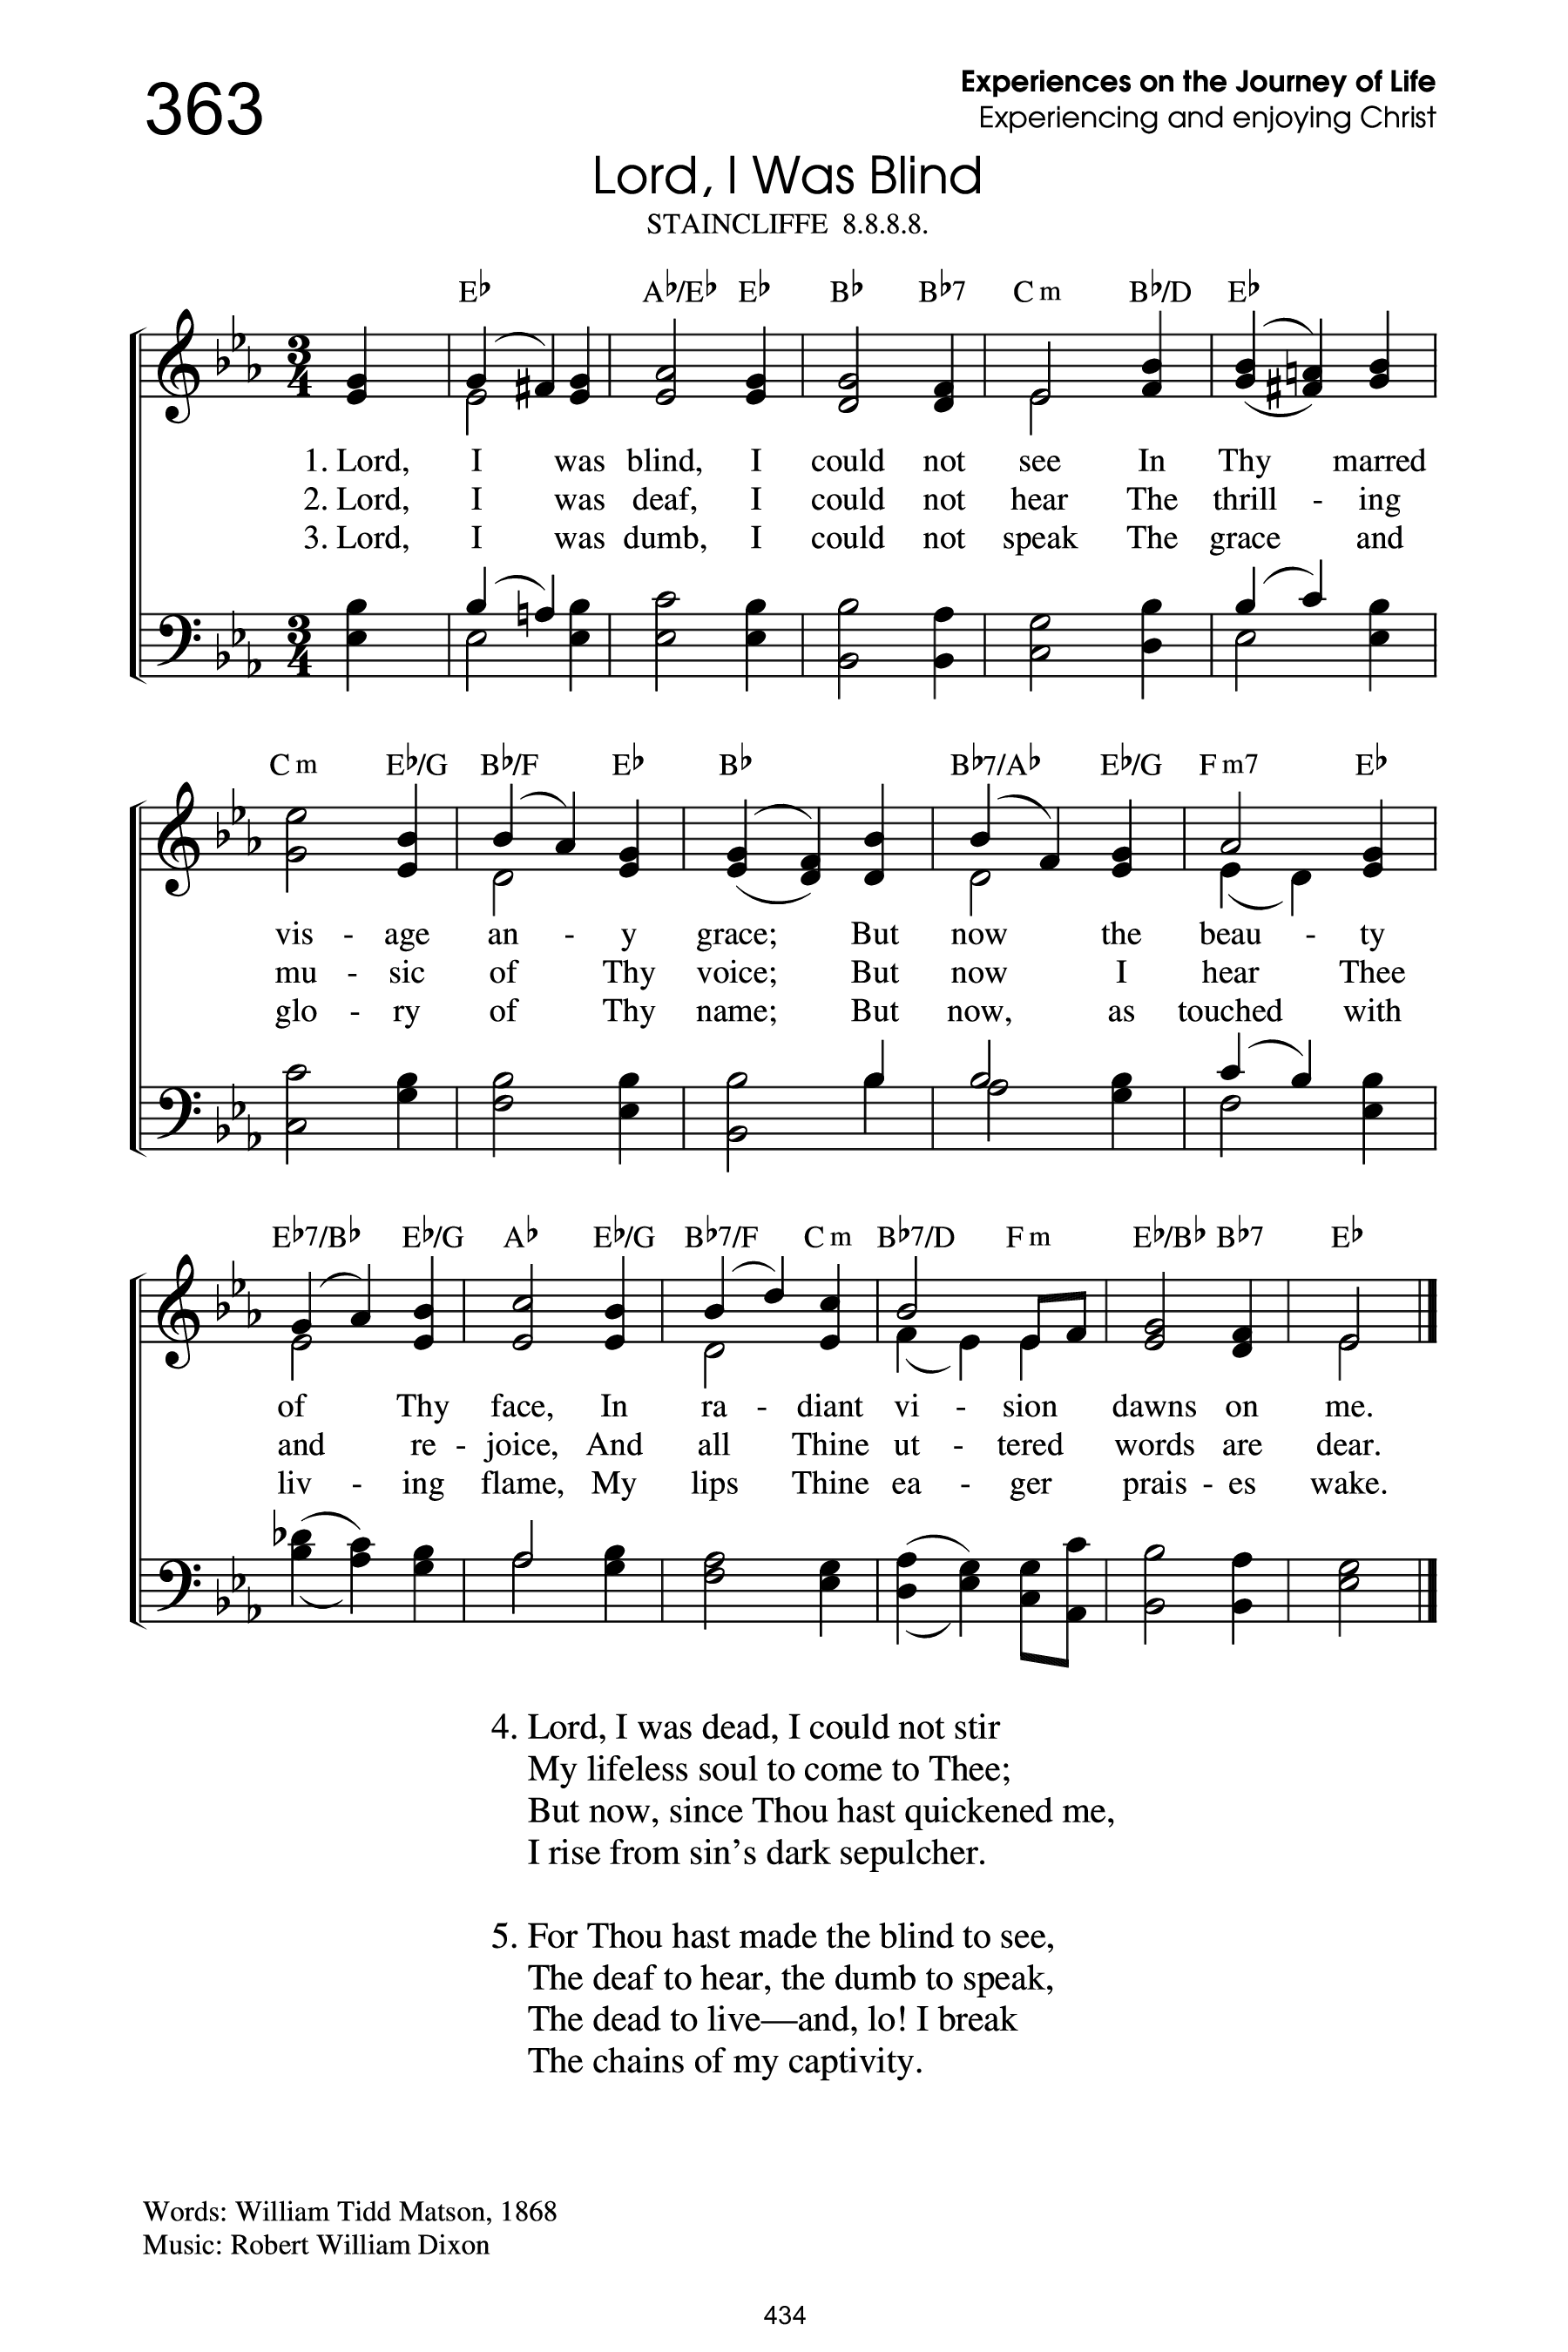 363
Experiences on the Journey of Life
Experiencing and enjoying Christ
Lord, I Was Blind
STAINCLIFFE 8.8.8.8.
E♭ A♭/E♭ E♭ B♭ B♭7 Cm B♭/D E♭
3
4
1. Lord, I was blind, I could not see In Thy marred
2. Lord, I was deaf, I could not hear The thrill - ing
3. Lord, I was dumb, I could not speak The grace and
3
4
Cm E♭/G B♭/F E♭ B♭ B♭7/A♭ E♭/G Fm7 E♭
vis - age an - y grace; But now the beau - ty
mu - sic of Thy voice; But now I hear Thee
glo - ry of Thy name; But now, as touched with
E♭7/B♭ E♭/G A♭ E♭/G B♭7/F Cm B♭7/D Fm E♭/B♭ B♭7 E♭
of Thy face, In ra - diant vi - sion dawns on me.
and re - joice, And all Thine ut - tered words are dear.
liv - ing flame, My lips Thine ea - ger prais - es wake.
4. Lord, I was dead, I could not stir
My lifeless soul to come to Thee;
But now, since Thou hast quickened me,
I rise from sin's dark sepulcher.
5. For Thou hast made the blind to see,
The deaf to hear, the dumb to speak,
The dead to live—and, lo! I break
The chains of my captivity.
Words: William Tidd Matson, 1868
Music: Robert William Dixon
434